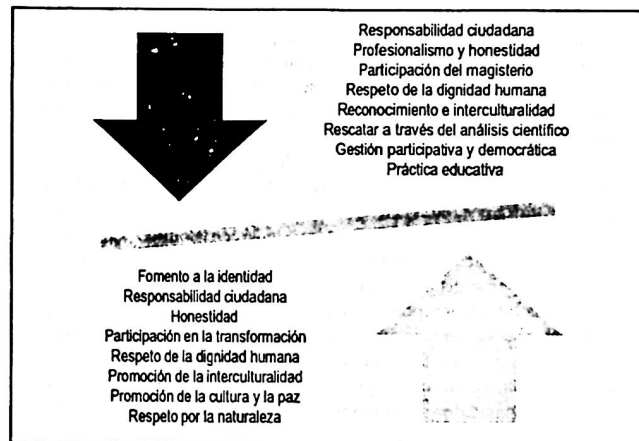 Responsabilidad ciudadana
Profesionalismo y honestidad
Participación del magisterio
Respeto de la dignidad humana
Reconocimiento e interculturalidad
Rescatar a través del análisis científico
Gestión participativa y democrática
Práctica educativa
Fomento a la identidad
Responsabilidad ciudadana
Honestidad
Participación en la transformación
Respeto de la dignidad humana
Promoción de la interculturalidad
Promoción de la cultura y la paz
Respeto por la naturaleza